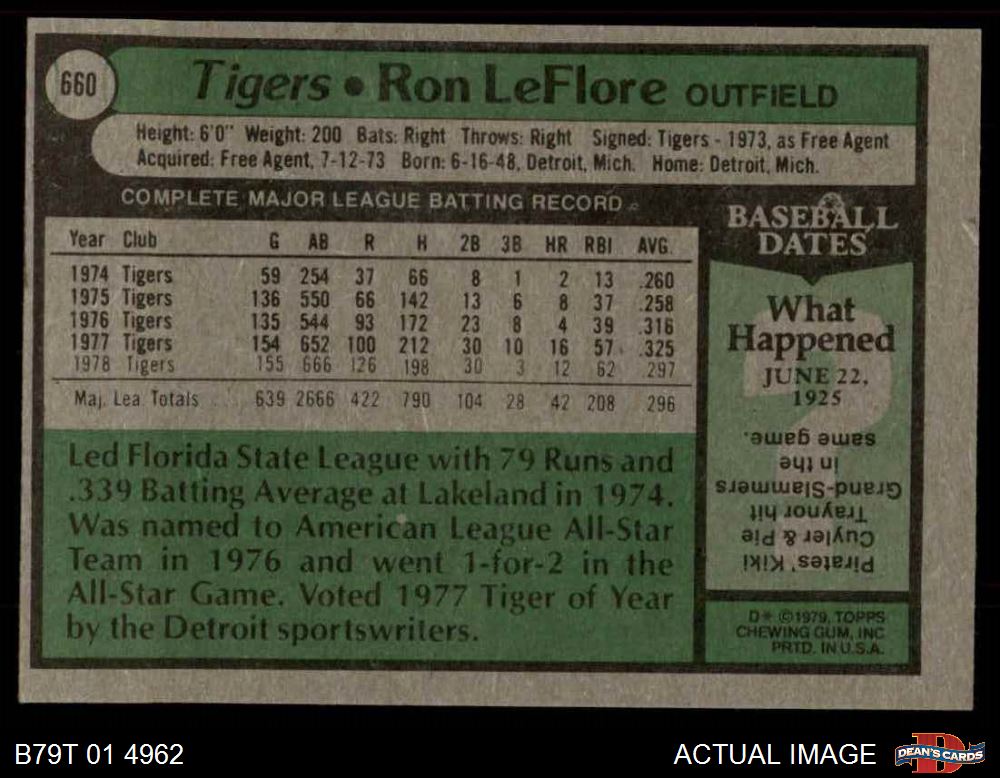 660
Tigers • Ron LeFlore OUTFIELD
Height: 6'0" Weight: 200 Bats: Right Throws: Right Signed: Tigers - 1973, as Free Agent
Acquired: Free Agent, 7-12-73 Born: 6-16-48, Detroit, Mich. Home: Detroit, Mich.
COMPLETE MAJOR LEAGUE BATTING RECORD
Year Club G AB R H 2B 3B HR RBI AVG.
1974 Tigers 59 254 37 66 8 1 2 13 .260
1975 Tigers 136 550 66 142 13 6 8 37 .258
1976 Tigers 135 544 93 172 23 8 4 39 .316
1977 Tigers 154 652 100 212 30 10 16 57 .325
1978 Tigers 155 666 126 198 30 3 12 62 .297
Maj. Lea. Totals 639 2666 422 790 104 28 42 208 .296
Led Florida State League with 79 Runs and
.339 Batting Average at Lakeland in 1974.
Was named to American League All-Star
Team in 1976 and went 1-for-2 in the
All-Star Game. Voted 1977 Tiger of Year
by the Detroit sportswriters.
BASEBALL
DATES
What
Happened
JUNE 22,
1925
?
Pirates' Kiki
Cuyler & Pie
Traynor hit
Grand-Slammers
in the
same game.
D* ©1979, TOPPS
CHEWING GUM, INC
PRTD. IN U.S.A.
B79T 01 4962
ACTUAL IMAGE
D
DEAN'S CARDS